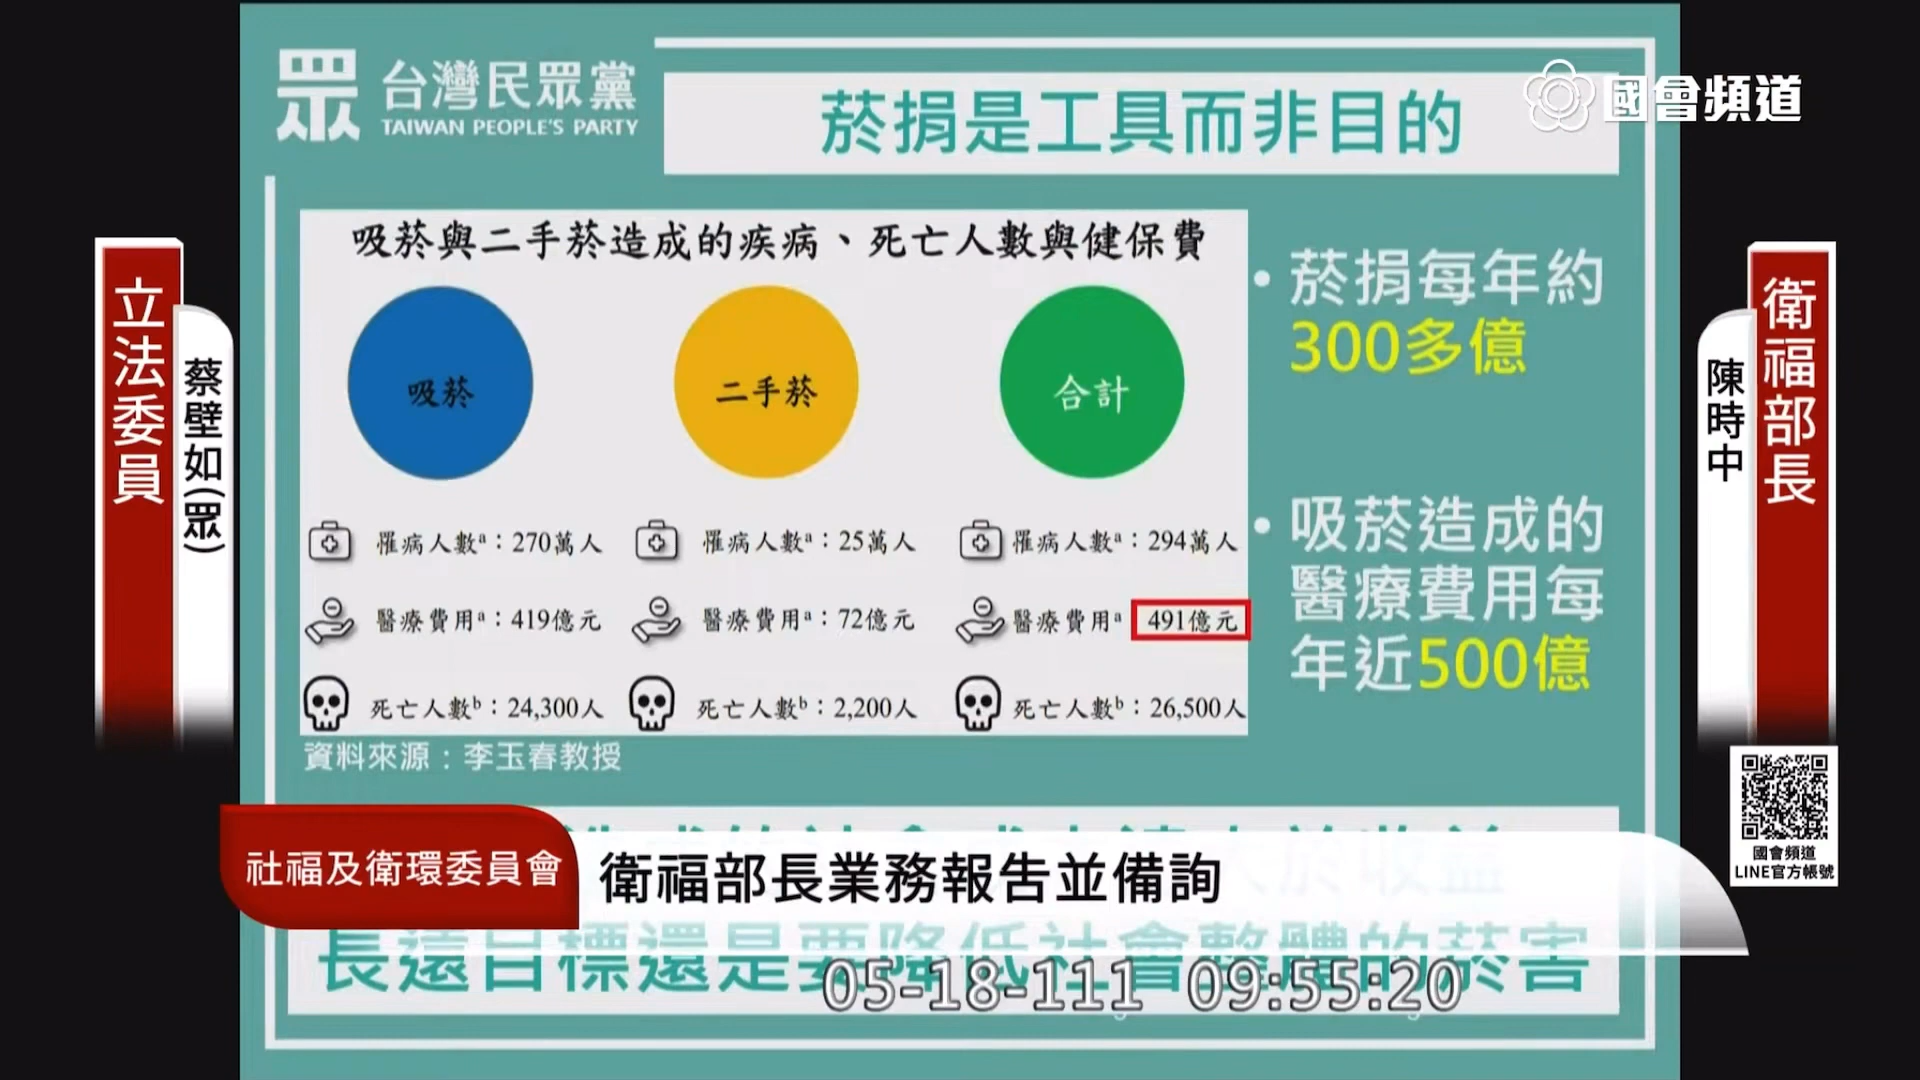 眾 台灣民眾黨
TAIWAN PEOPLE'S PARTY
菸捐是工具而非目的
國會頻道
立法委員
蔡壁如(眾)
衛福部長
陳時中
吸菸與二手菸造成的疾病、死亡人數與健保費
吸菸
二手菸
合計
罹病人數ᵃ：270萬人
罹病人數ᵃ：25萬人
罹病人數ᵃ：294萬人
醫療費用ᵃ：419億元
醫療費用ᵃ：72億元
醫療費用ᵃ 491億元
死亡人數ᵇ：24,300人
死亡人數ᵇ：2,200人
死亡人數ᵇ：26,500人
資料來源：李玉春教授
• 菸捐每年約
300多億
• 吸菸造成的
醫療費用每
年近500億
社福及衛環委員會
衛福部長業務報告並備詢
長遠目標還是要降低社會整體的菸害
05-18-111 09:55:20
國會頻道
LINE官方帳號